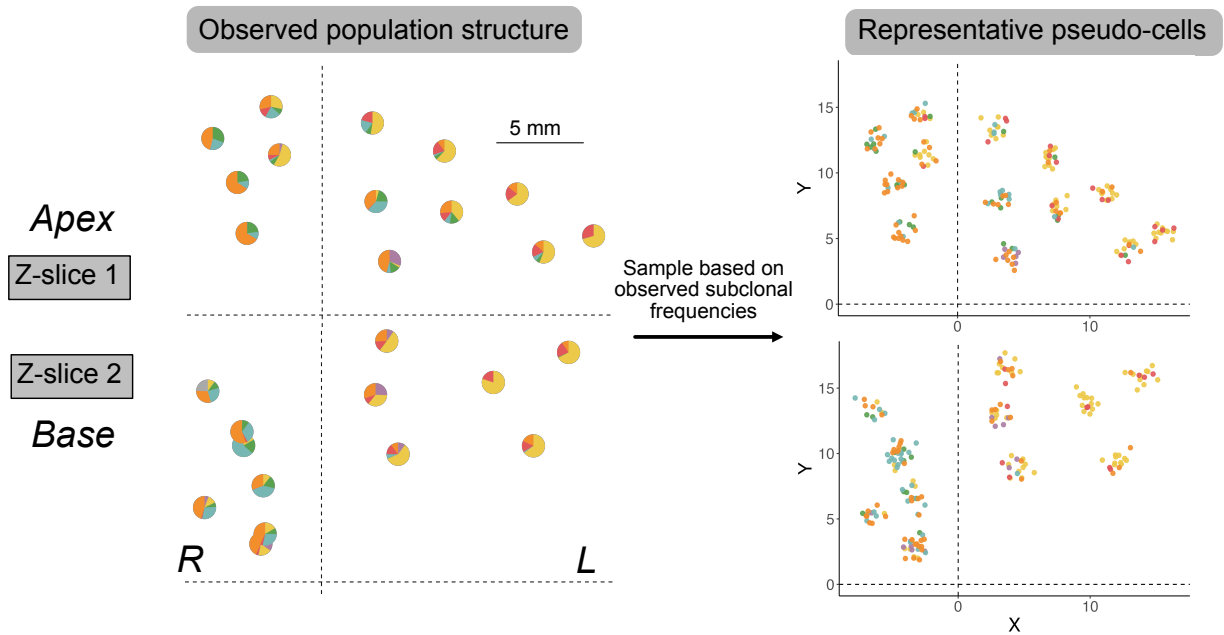 Observed population structure
Representative pseudo-cells
5 mm
Apex
Z-slice 1
Z-slice 2
Base
R
L
Sample based on
observed subclonal
frequencies
Y
15
10
5
0
0
10
Y
15
10
5
0
0
10
X